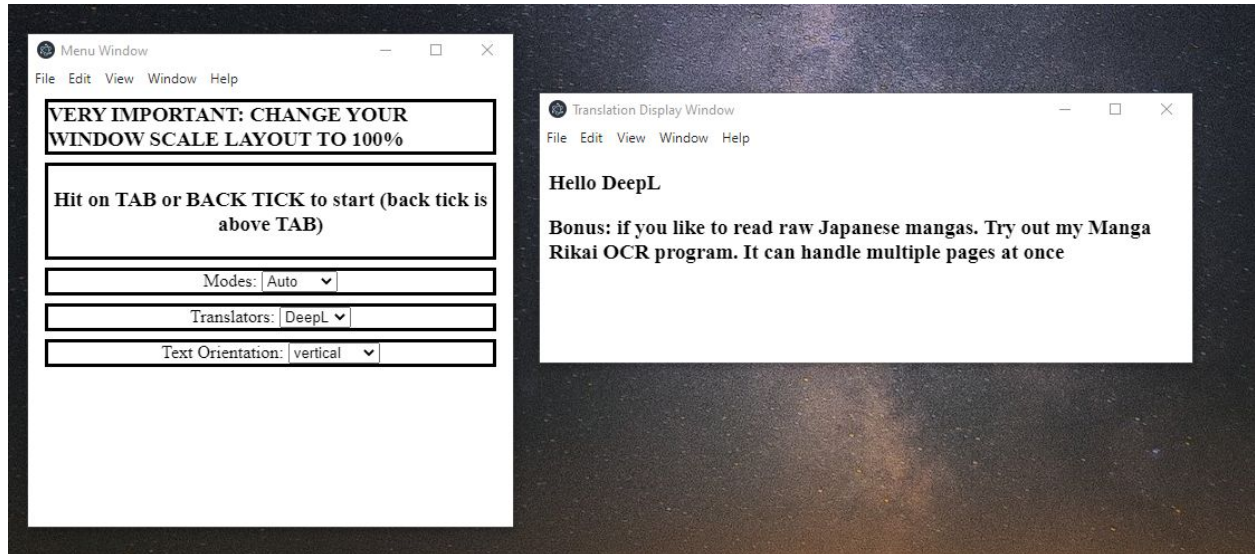 Menu Window
File Edit View Window Help
VERY IMPORTANT: CHANGE YOUR
WINDOW SCALE LAYOUT TO 100%
Hit on TAB or BACK TICK to start (back tick is
above TAB)
Modes: Auto
Translators: DeepL
Text Orientation: vertical
Translation Display Window
File Edit View Window Help
Hello DeepL
Bonus: if you like to read raw Japanese mangas. Try out my Manga
Rikai OCR program. It can handle multiple pages at once